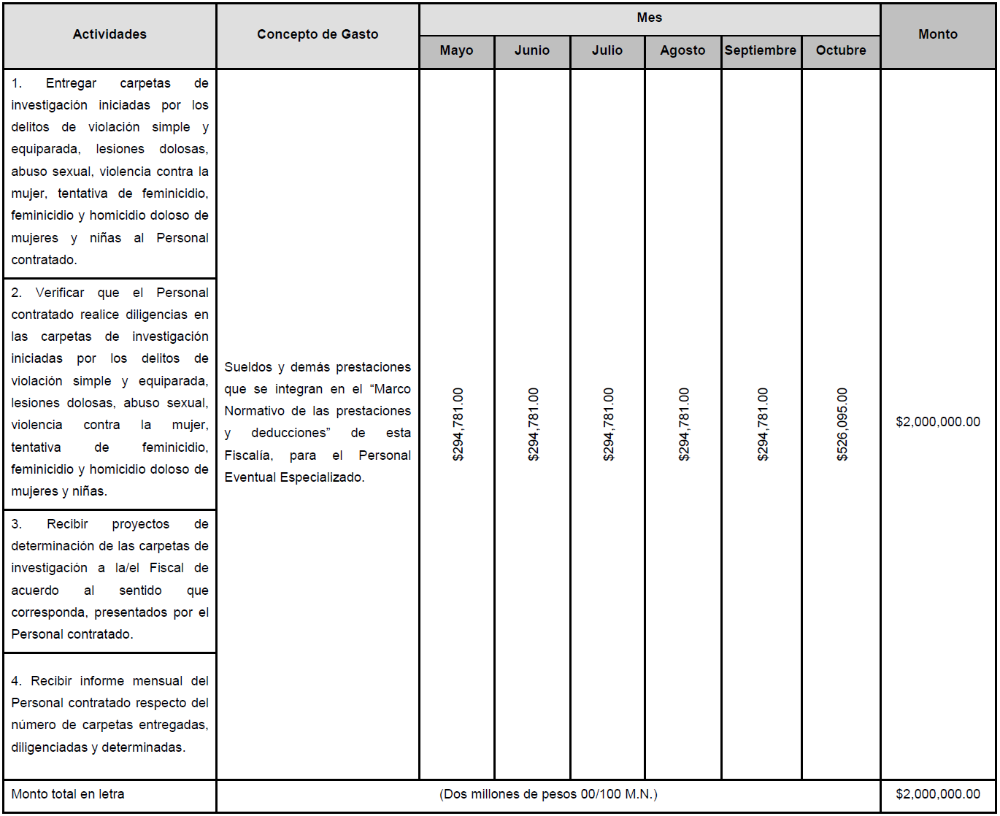 Actividades
Concepto de Gasto
Mes
Monto
Mayo
Junio
Julio
Agosto
Septiembre
Octubre
1. Entregar carpetas de
investigación iniciadas por los
delitos de violación simple y
equiparada, lesiones dolosas,
abuso sexual, violencia contra la
mujer, tentativa de feminicidio,
feminicidio y homicidio doloso de
mujeres y niñas al Personal
contratado.
2. Verificar que el Personal
contratado realice diligencias en
las carpetas de investigación
iniciadas por los delitos de
violación simple y equiparada,
lesiones dolosas, abuso sexual,
violencia contra la mujer,
tentativa de feminicidio,
feminicidio y homicidio doloso de
mujeres y niñas.
3. Recibir proyectos de
determinación de las carpetas de
investigación a la/el Fiscal de
acuerdo al sentido que
corresponda, presentados por el
Personal contratado.
4. Recibir informe mensual del
Personal contratado respecto del
número de carpetas entregadas,
diligenciadas y determinadas.
Sueldos y demás prestaciones
que se integran en el “Marco
Normativo de las prestaciones
y deducciones” de esta
Fiscalía, para el Personal
Eventual Especializado.
$294,781.00
$294,781.00
$294,781.00
$294,781.00
$294,781.00
$526,095.00
$2,000,000.00
Monto total en letra
(Dos millones de pesos 00/100 M.N.)
$2,000,000.00